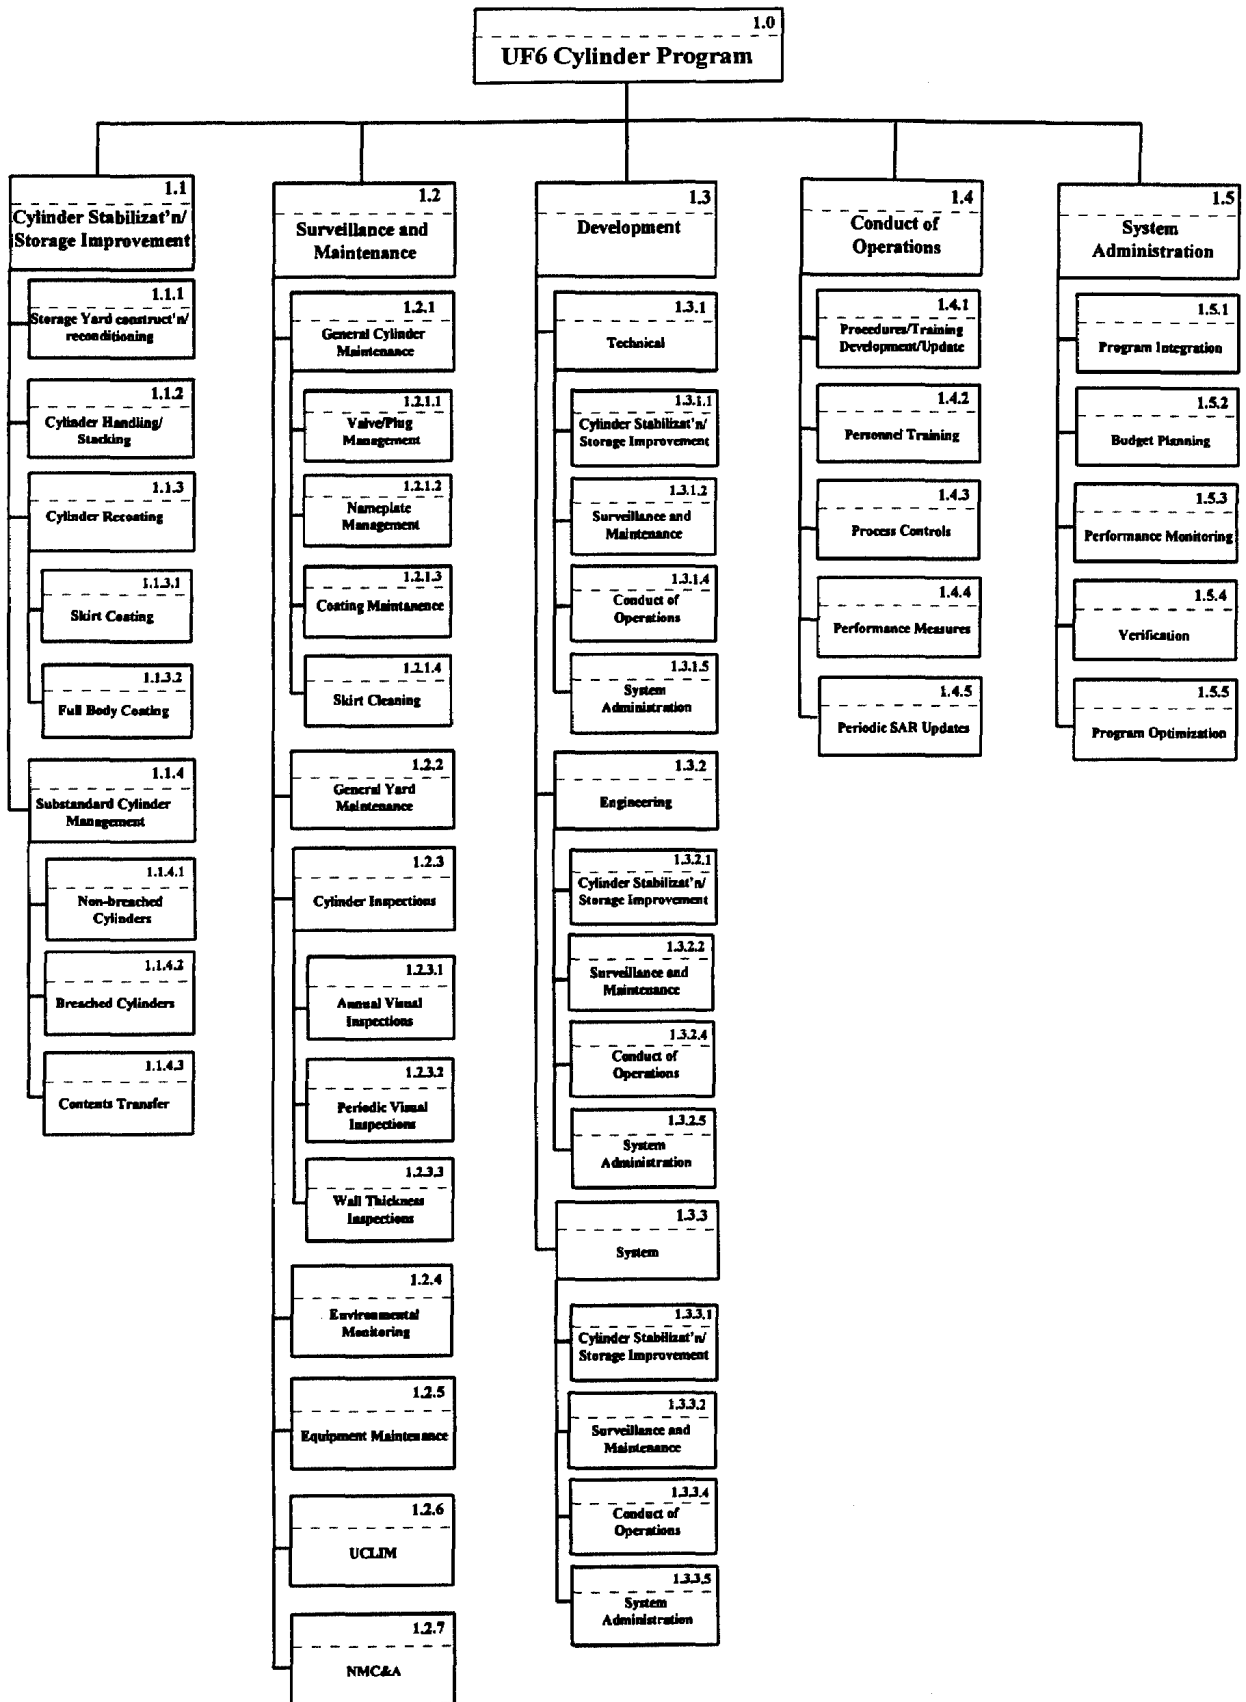 1.0
UF6 Cylinder Program
1.1
Cylinder Stabilizat'n/
Storage Improvement
1.1.1
Storage Yard construct'n/
reconditioning
1.1.2
Cylinder Handling/
Stacking
1.1.3
Cylinder Recoating
1.1.3.1
Skirt Coating
1.1.3.2
Full Body Coating
1.1.4
Substandard Cylinder
Management
1.1.4.1
Non-breached
Cylinders
1.1.4.2
Breached Cylinders
1.1.4.3
Contents Transfer
1.2
Surveillance and
Maintenance
1.2.1
General Cylinder
Maintenance
1.2.1.1
Valve/Plug
Management
1.2.1.2
Nameplate
Management
1.2.1.3
Coating Maintanence
1.2.1.4
Skirt Cleaning
1.2.2
General Yard
Maintenance
1.2.3
Cylinder Inspections
1.2.3.1
Annual Visual
Inspections
1.2.3.2
Periodic Visual
Inspections
1.2.3.3
Wall Thickness
Inspections
1.2.4
Environmental
Monitoring
1.2.5
Equipment Maintenance
1.2.6
UCLIM
1.2.7
NMC&A
1.3
Development
1.3.1
Technical
1.3.1.1
Cylinder Stabilizat'n/
Storage Improvement
1.3.1.2
Surveillance and
Maintenance
1.3.1.4
Conduct of
Operations
1.3.1.5
System
Administration
1.3.2
Engineering
1.3.2.1
Cylinder Stabilizat'n/
Storage Improvement
1.3.2.2
Surveillance and
Maintenance
1.3.2.4
Conduct of
Operations
1.3.2.5
System
Administration
1.3.3
System
1.3.3.1
Cylinder Stabilizat'n/
Storage Improvement
1.3.3.2
Surveillance and
Maintenance
1.3.3.4
Conduct of
Operations
1.3.3.5
System
Administration
1.4
Conduct of
Operations
1.4.1
Procedures/Training
Development/Update
1.4.2
Personnel Training
1.4.3
Process Controls
1.4.4
Performance Measures
1.4.5
Periodic SAR Updates
1.5
System
Administration
1.5.1
Program Integration
1.5.2
Budget Planning
1.5.3
Performance Monitoring
1.5.4
Verification
1.5.5
Program Optimization